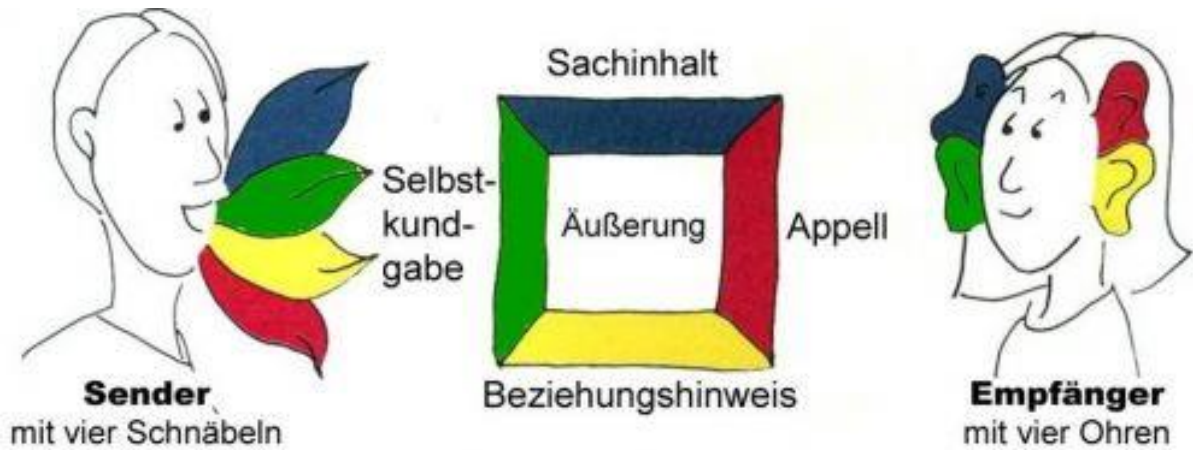 Sachinhalt
Selbst-
kund-
gabe
Äußerung
Appell
Beziehungshinweis
Sender
mit vier Schnäbeln
Empfänger
mit vier Ohren